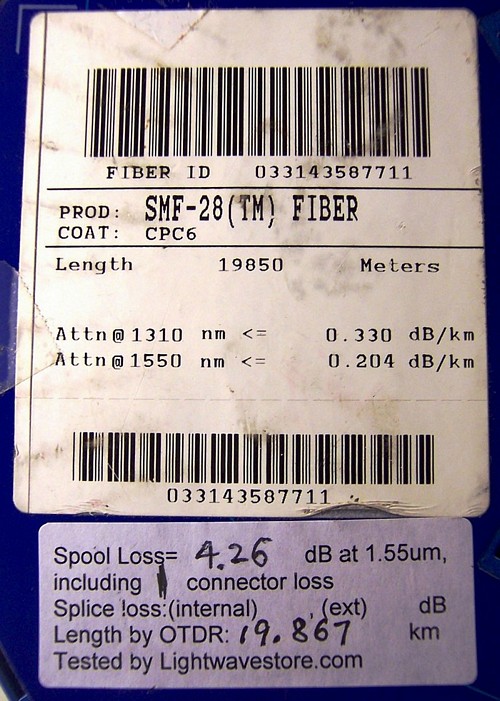 FIBER ID 033143587711
PROD: SMF-28(TM) FIBER
COAT: CPC6
Length 19850 Meters
Attn@1310 nm <= 0.330 dB/km
Attn@1550 nm <= 0.204 dB/km
033143587711
Spool Loss= 4.26 dB at 1.55um,
including connector loss
Splice loss:(internal) , (ext) dB
Length by OTDR: 19.867 km
Tested by Lightwavestore.com